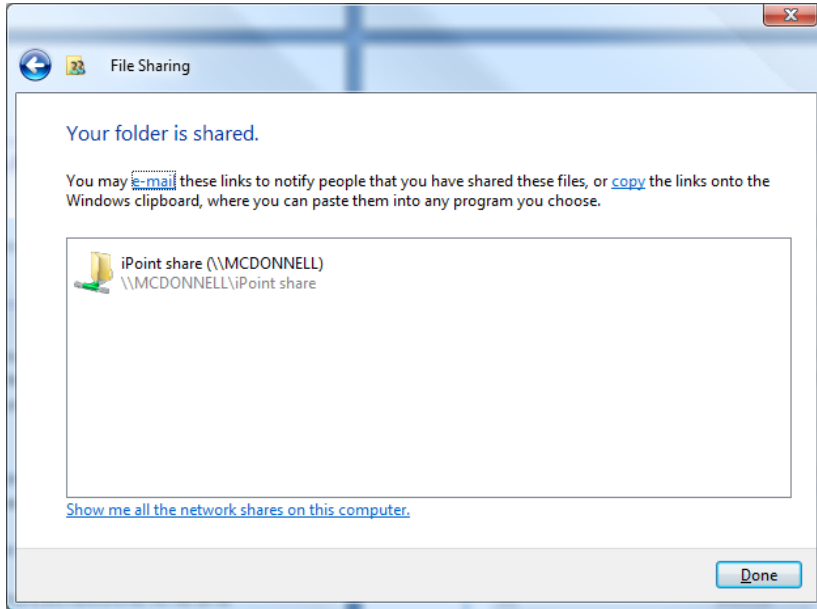 File Sharing
Your folder is shared.
You may e-mail these links to notify people that you have shared these files, or copy the links onto the
Windows clipboard, where you can paste them into any program you choose.
iPoint share (\\MCDONNELL)
\\MCDONNELL\iPoint share
Show me all the network shares on this computer.
Done